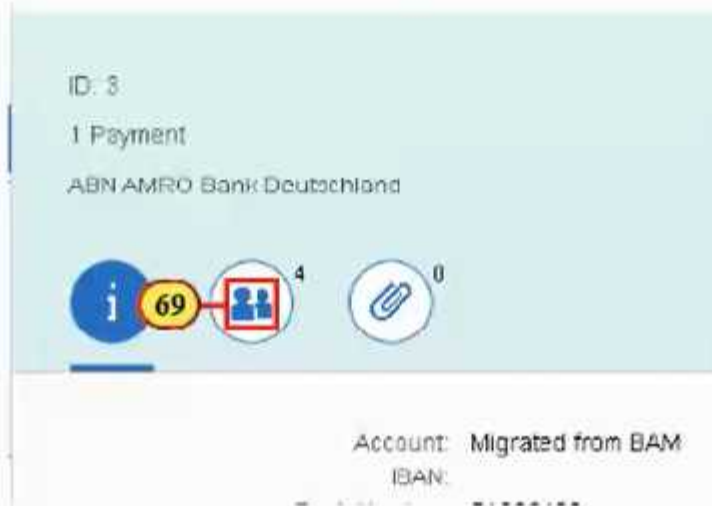 ID: 3
1 Payment
ABN AMRO Bank Deutschland
i 69 4 0
Account: Migrated from BAM
IBAN: